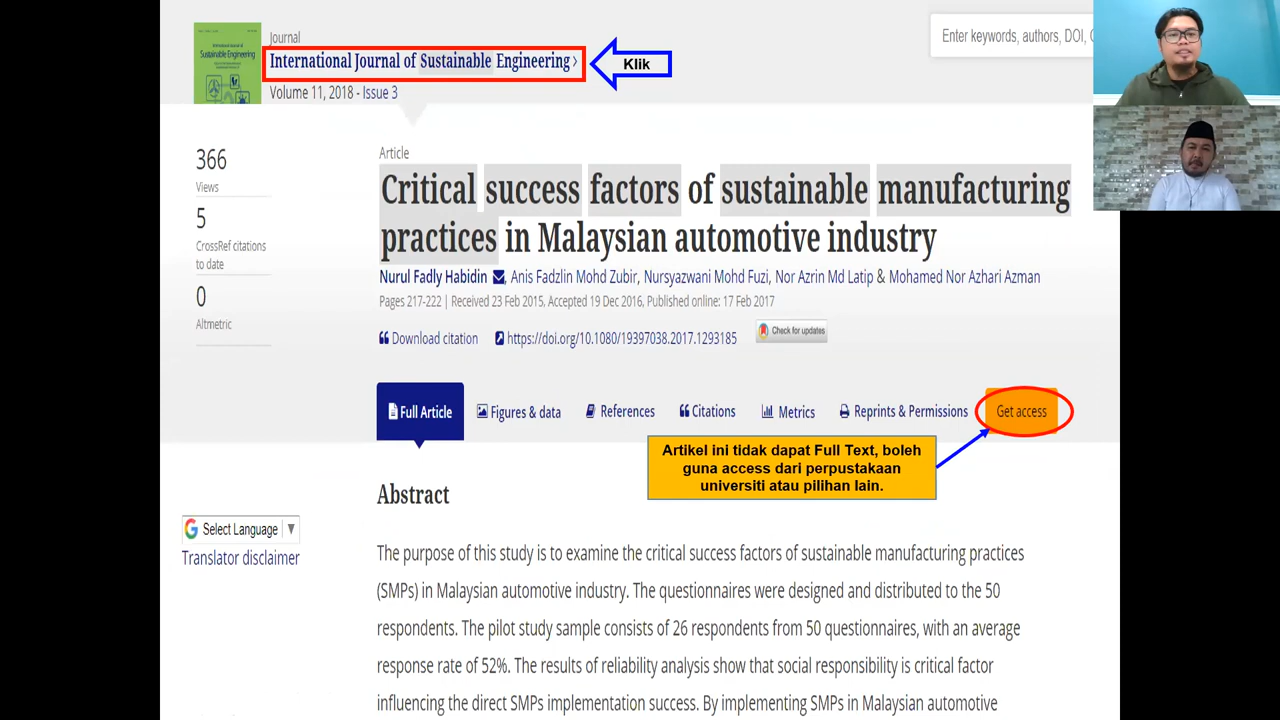 Journal
International Journal of Sustainable Engineering ›
Volume 11, 2018 - Issue 3
Klik
Enter keywords, authors, DOI,
Sustainable Engineering
366
Views
5
CrossRef citations
to date
0
Altmetric
Article
Critical success factors of sustainable manufacturing
practices in Malaysian automotive industry
Nurul Fadly Habidin, Anis Fadzlin Mohd Zubir, Nursyazwani Mohd Fuzi, Nor Azrin Md Latip & Mohamed Nor Azhari Azman
Pages 217-222 | Received 23 Feb 2015, Accepted 19 Dec 2016, Published online: 17 Feb 2017
Download citation
https://doi.org/10.1080/19397038.2017.1293185
Check for updates
Full Article
Figures & data
References
Citations
Metrics
Reprints & Permissions
Get access
Artikel ini tidak dapat Full Text, boleh
guna access dari perpustakaan
universiti atau pilihan lain.
Abstract
Select Language
Translator disclaimer
The purpose of this study is to examine the critical success factors of sustainable manufacturing practices
(SMPs) in Malaysian automotive industry. The questionnaires were designed and distributed to the 50
respondents. The pilot study sample consists of 26 respondents from 50 questionnaires, with an average
response rate of 52%. The results of reliability analysis show that social responsibility is critical factor
influencing the direct SMPs implementation success. By implementing SMPs in Malaysian automotive